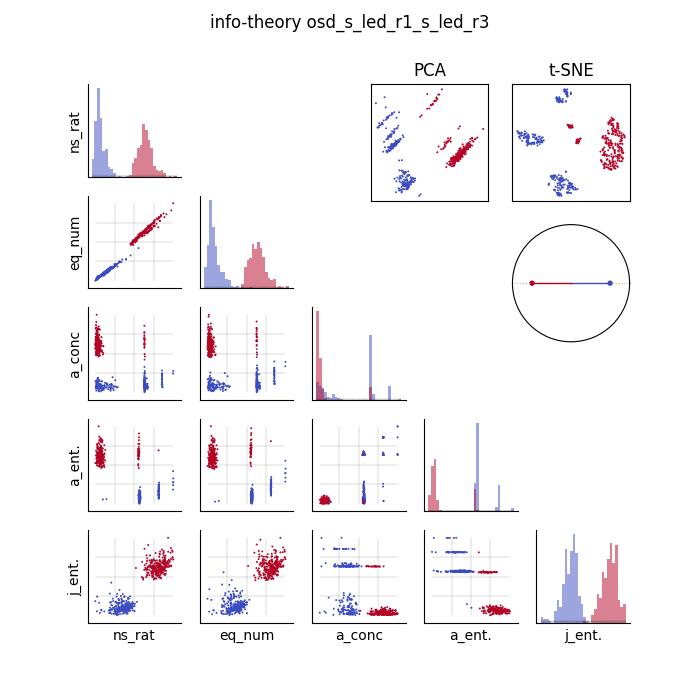 info-theory osd_s_led_r1_s_led_r3
PCA
t-SNE
ns_rat
eq_num
a_conc
a_ent.
j_ent.
ns_rat
eq_num
a_conc
a_ent.
j_ent.